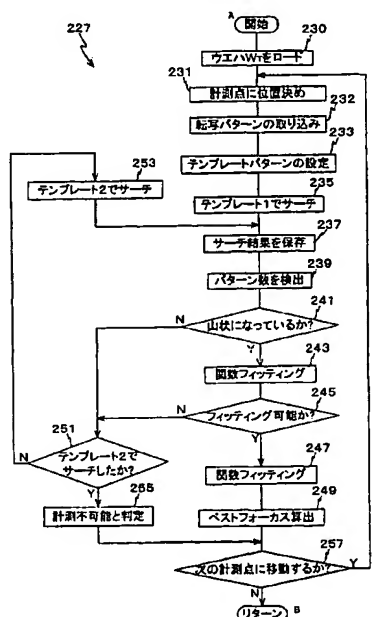 227
A 開始
230
ウエハWTをロード
231
計測点に位置決め
232
転写パターンの取り込み
233
テンプレートパターンの設定
253
テンプレート2でサーチ
235
テンプレート1でサーチ
237
サーチ結果を保存
239
パターン数を検出
241
山状になっているか?
N
Y
243
関数フィッティング
245
フィッティング可能か?
N
Y
251
テンプレート2で
サーチしたか?
N
Y
247
関数フィッティング
249
ベストフォーカス算出
255
計測不可能と判定
257
次の計測点に移動するか?
Y
N
リターン B